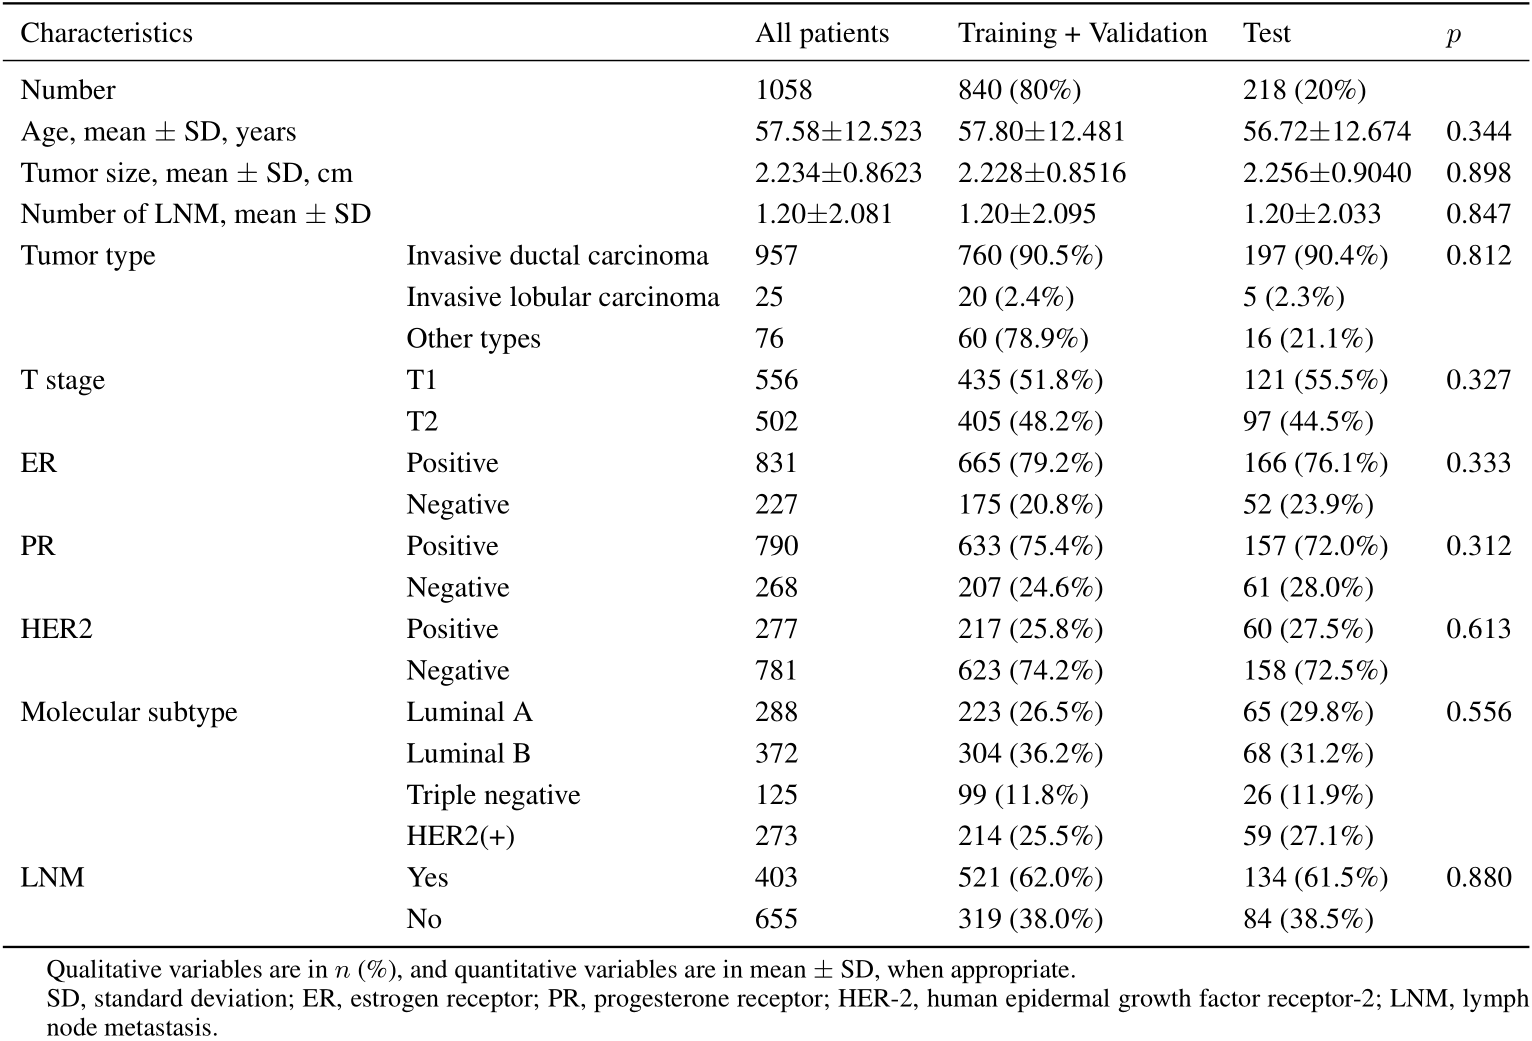 Characteristics All patients Training + Validation Test p
Number 1058 840 (80%) 218 (20%)
Age, mean ± SD, years 57.58±12.523 57.80±12.481 56.72±12.674 0.344
Tumor size, mean ± SD, cm 2.234±0.8623 2.228±0.8516 2.256±0.9040 0.898
Number of LNM, mean ± SD 1.20±2.081 1.20±2.095 1.20±2.033 0.847
Tumor type Invasive ductal carcinoma 957 760 (90.5%) 197 (90.4%) 0.812
Invasive lobular carcinoma 25 20 (2.4%) 5 (2.3%)
Other types 76 60 (78.9%) 16 (21.1%)
T stage T1 556 435 (51.8%) 121 (55.5%) 0.327
T2 502 405 (48.2%) 97 (44.5%)
ER Positive 831 665 (79.2%) 166 (76.1%) 0.333
Negative 227 175 (20.8%) 52 (23.9%)
PR Positive 790 633 (75.4%) 157 (72.0%) 0.312
Negative 268 207 (24.6%) 61 (28.0%)
HER2 Positive 277 217 (25.8%) 60 (27.5%) 0.613
Negative 781 623 (74.2%) 158 (72.5%)
Molecular subtype Luminal A 288 223 (26.5%) 65 (29.8%) 0.556
Luminal B 372 304 (36.2%) 68 (31.2%)
Triple negative 125 99 (11.8%) 26 (11.9%)
HER2(+) 273 214 (25.5%) 59 (27.1%)
LNM Yes 403 521 (62.0%) 134 (61.5%) 0.880
No 655 319 (38.0%) 84 (38.5%)
Qualitative variables are in n (%), and quantitative variables are in mean ± SD, when appropriate.
SD, standard deviation; ER, estrogen receptor; PR, progesterone receptor; HER-2, human epidermal growth factor receptor-2; LNM, lymph
node metastasis.